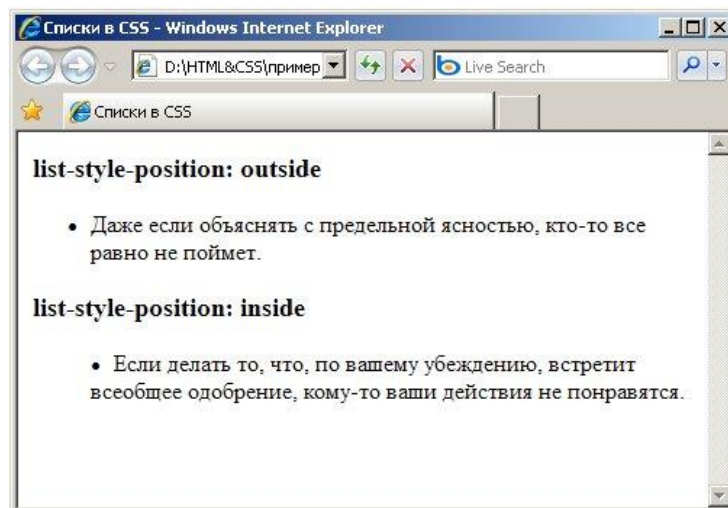 Списки в CSS - Windows Internet Explorer
D:\HTML&CSS\пример
Live Search
Списки в CSS
list-style-position: outside
• Даже если объяснять с предельной ясностью, кто-то все
равно не поймет.
list-style-position: inside
• Если делать то, что, по вашему убеждению, встретит
всеобщее одобрение, кому-то ваши действия не понравятся.